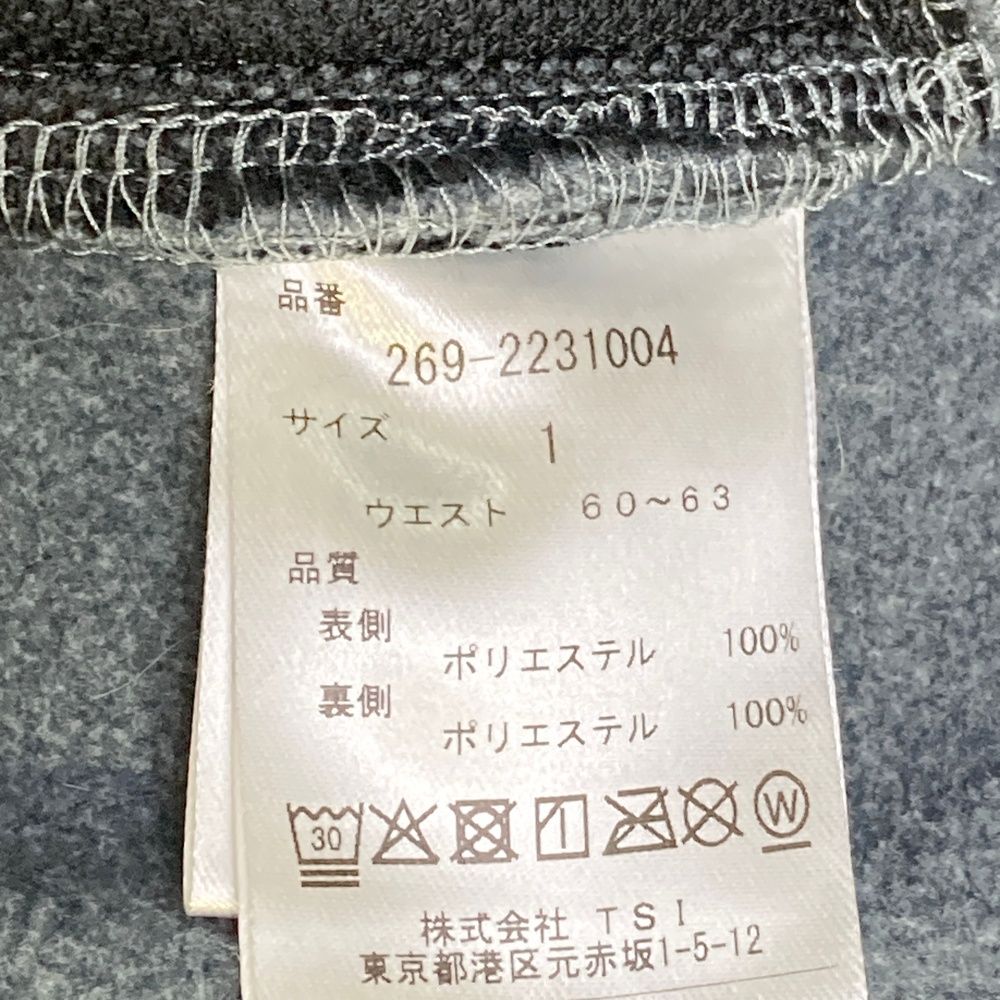 品番
269-2231004
サイズ 1
ウエスト 60~63
品質
表側
ポリエステル 100%
裏側
ポリエステル 100%
30 W
株式会社 TSI
東京都港区元赤坂1-5-12